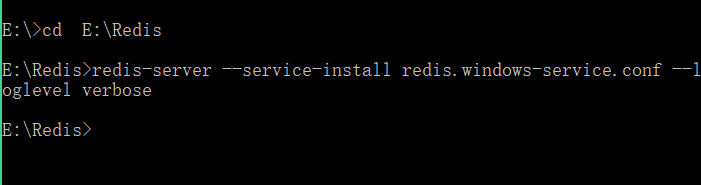 E:\>cd  E:\Redis
E:\Redis>redis-server --service-install redis.windows-service.conf --l
oglevel verbose
E:\Redis>